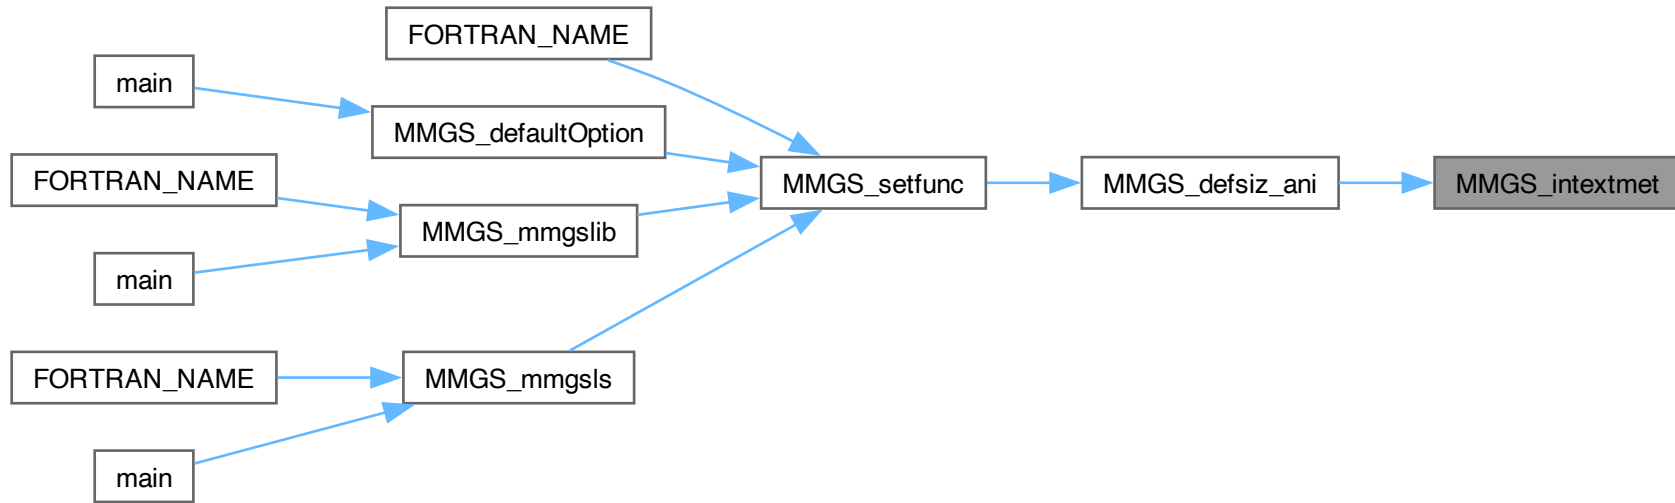 FORTRAN_NAME
main
MMGS_defaultOption
FORTRAN_NAME
MMGS_setfunc
MMGS_defsiz_ani
MMGS_intextmet
MMGS_mmgslib
main
FORTRAN_NAME
MMGS_mmgsls
main